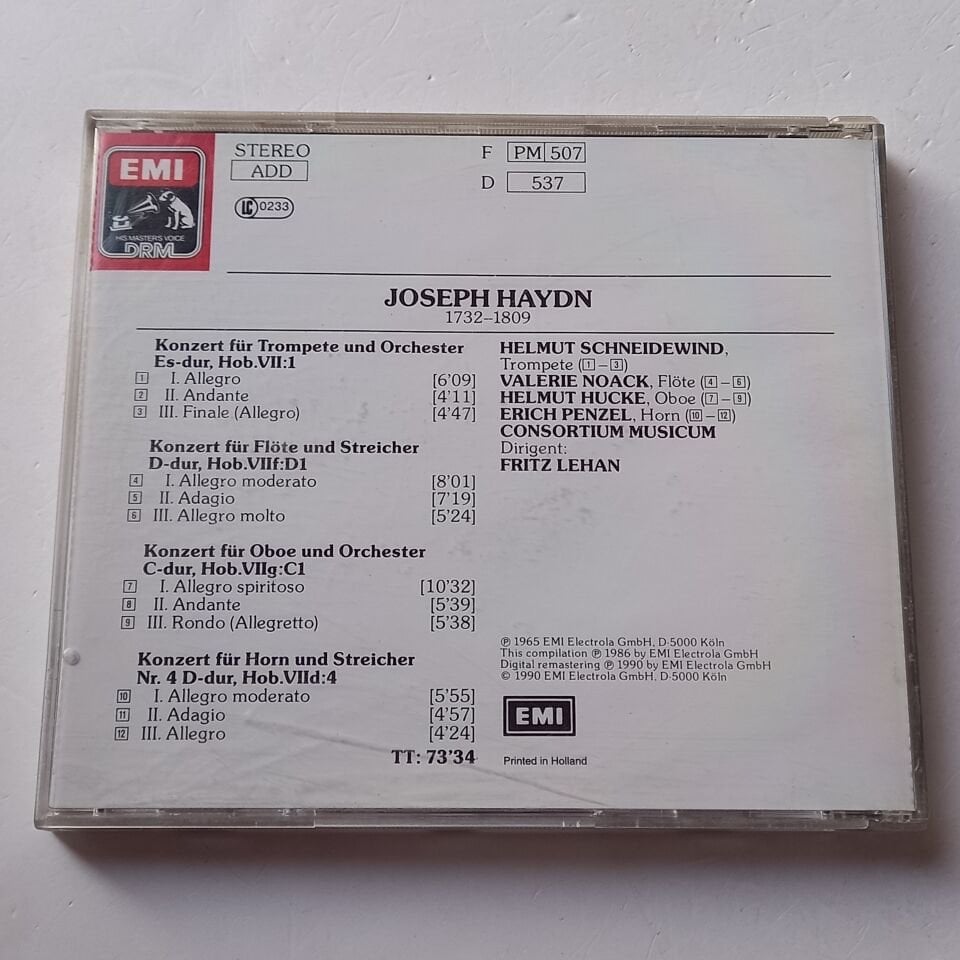 EMI
HIS MASTER'S VOICE
DRM
STEREO
ADD
LC 0233
F PM 507
D 537
JOSEPH HAYDN
1732–1809
Konzert für Trompete und Orchester
Es-dur, Hob.VII:1
1 I. Allegro [6'09]
2 II. Andante [4'11]
3 III. Finale (Allegro) [4'47]
Konzert für Flöte und Streicher
D-dur, Hob.VIIf:D1
4 I. Allegro moderato [8'01]
5 II. Adagio [7'19]
6 III. Allegro molto [5'24]
Konzert für Oboe und Orchester
C-dur, Hob.VIIg:C1
7 I. Allegro spiritoso [10'32]
8 II. Andante [5'39]
9 III. Rondo (Allegretto) [5'38]
Konzert für Horn und Streicher
Nr. 4 D-dur, Hob.VIId:4
10 I. Allegro moderato [5'55]
11 II. Adagio [4'57]
12 III. Allegro [4'24]
TT: 73'34
HELMUT SCHNEIDEWIND,
Trompete (1–3)
VALERIE NOACK, Flöte (4–6)
HELMUT HUCKE, Oboe (7–9)
ERICH PENZEL, Horn (10–12)
CONSORTIUM MUSICUM
Dirigent:
FRITZ LEHAN
℗ 1965 EMI Electrola GmbH, D-5000 Köln
This compilation ℗ 1986 by EMI Electrola GmbH
Digital remastering ℗ 1990 by EMI Electrola GmbH
© 1990 EMI Electrola GmbH, D-5000 Köln
EMI
Printed in Holland